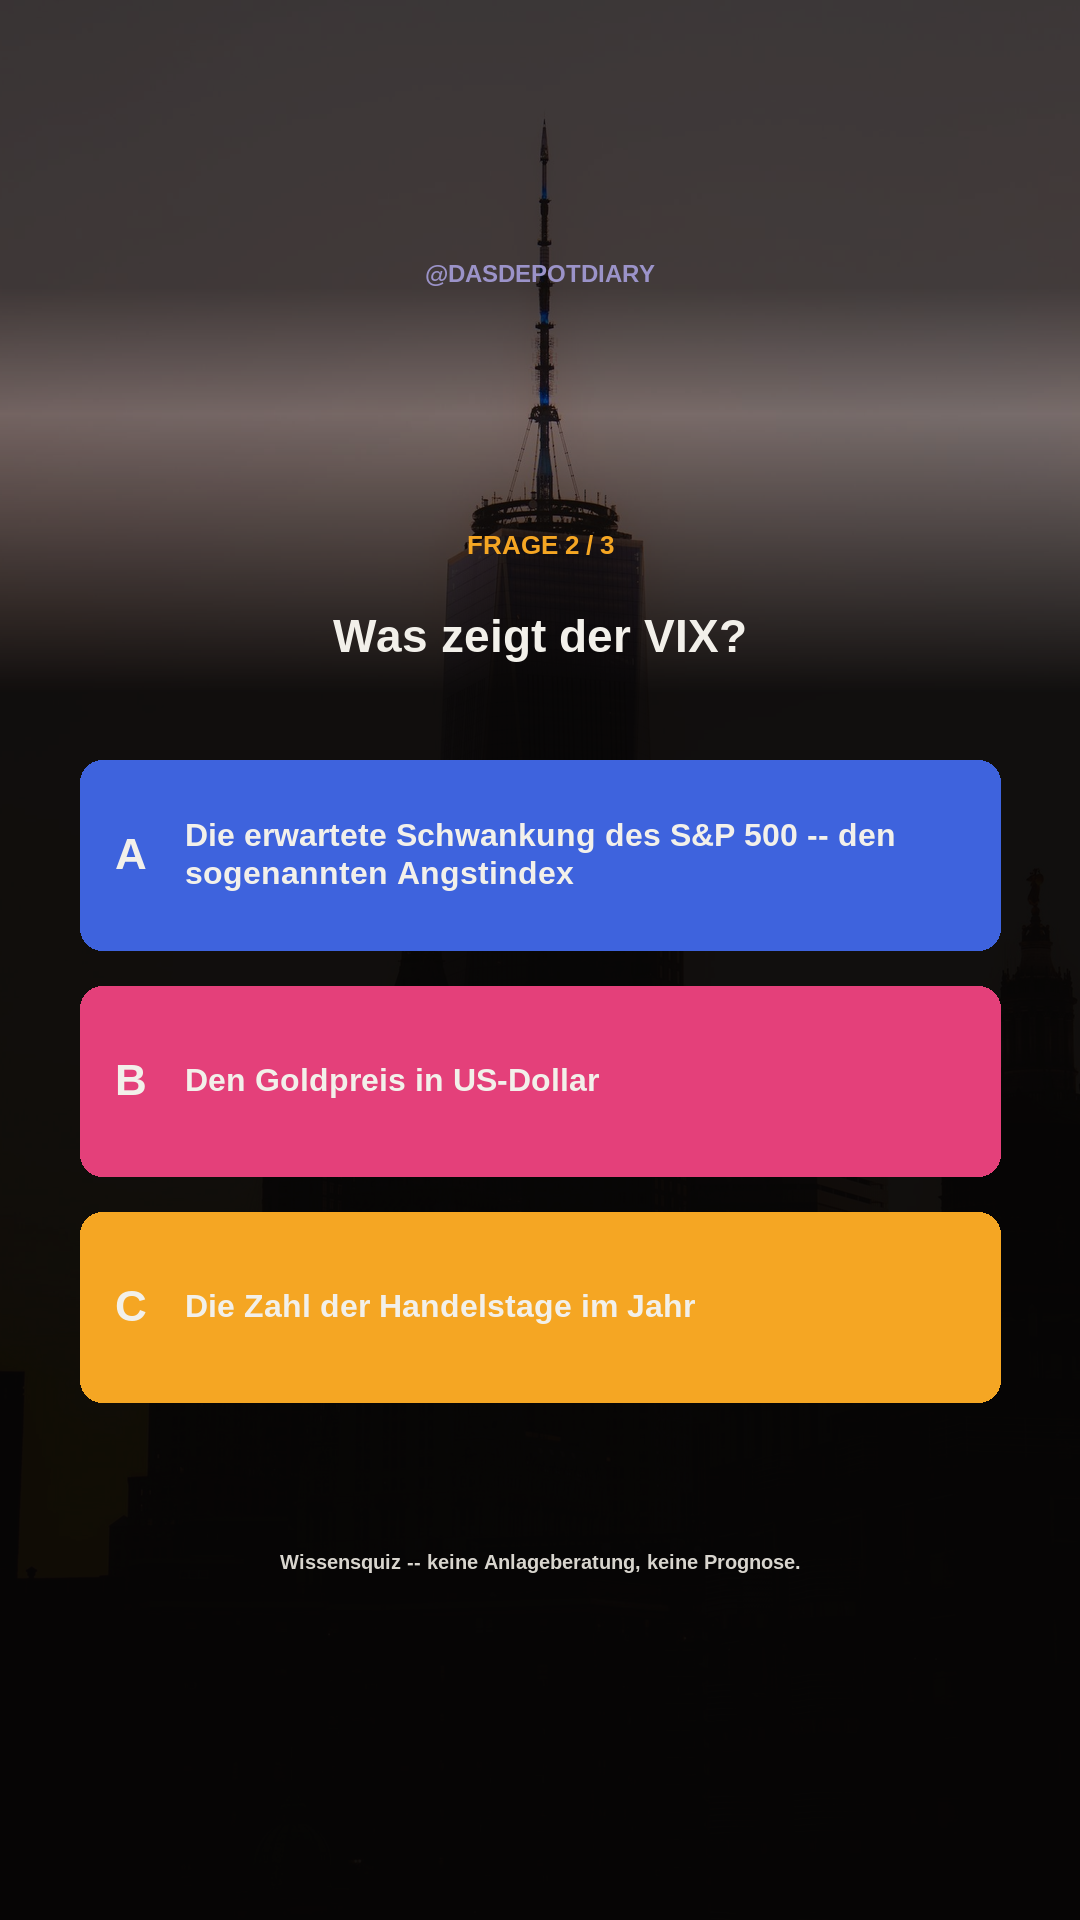 @DASDEPOTDIARY
FRAGE 2 / 3
Was zeigt der VIX?
A
Die erwartete Schwankung des S&P 500 -- den
sogenannten Angstindex
B
Den Goldpreis in US-Dollar
C
Die Zahl der Handelstage im Jahr
Wissensquiz -- keine Anlageberatung, keine Prognose.